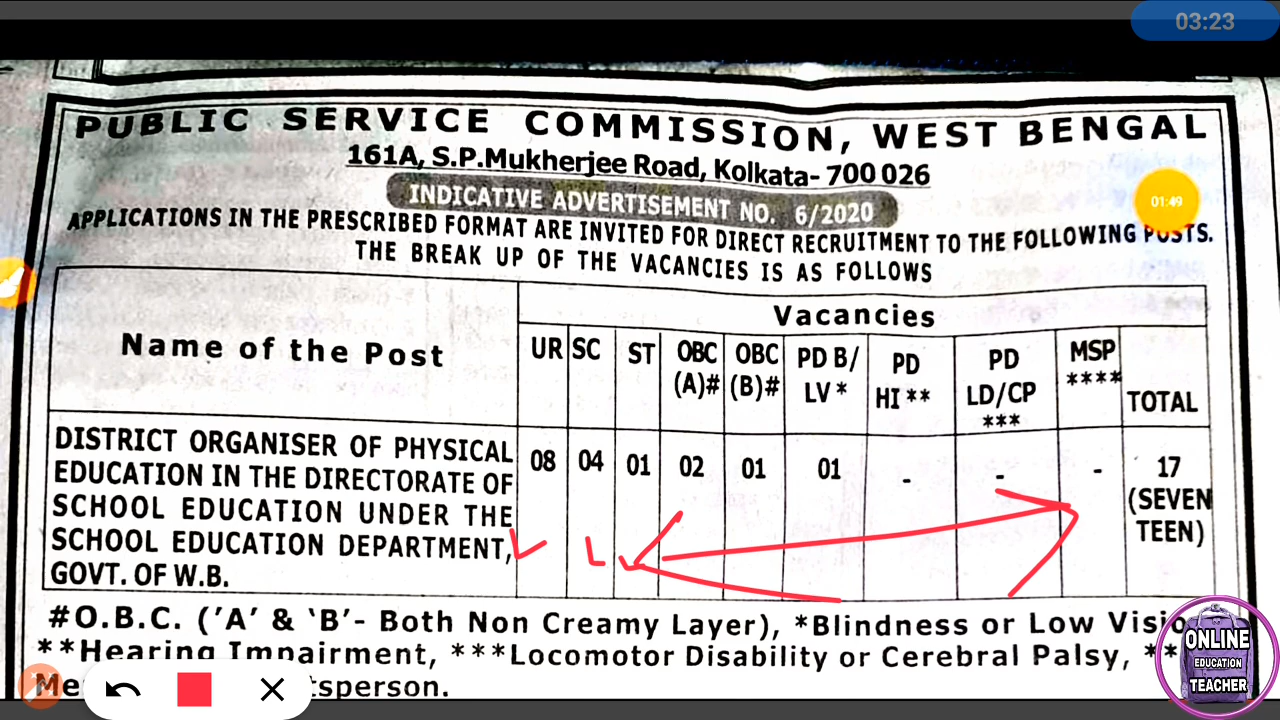 03:23
PUBLIC SERVICE COMMISSION, WEST BENGAL
161A, S.P.Mukherjee Road, Kolkata- 700 026
INDICATIVE ADVERTISEMENT NO. 6/2020
01:49
APPLICATIONS IN THE PRESCRIBED FORMAT ARE INVITED FOR DIRECT RECRUITMENT TO THE FOLLOWING POSTS.
THE BREAK UP OF THE VACANCIES IS AS FOLLOWS
Name of the Post
Vacancies
UR SC ST OBC (A)# OBC (B)# PD B/ LV * PD HI ** PD LD/CP *** MSP **** TOTAL
DISTRICT ORGANISER OF PHYSICAL
EDUCATION IN THE DIRECTORATE OF
SCHOOL EDUCATION UNDER THE
SCHOOL EDUCATION DEPARTMENT,
GOVT. OF W.B.
08 04 01 02 01 01 - - - 17
(SEVEN
TEEN)
#O.B.C. ('A' & 'B'- Both Non Creamy Layer), *Blindness or Low Visio
**Hearing Impairment, ***Locomotor Disability or Cerebral Palsy, **
Me tsperson.
ONLINE
EDUCATION
TEACHER